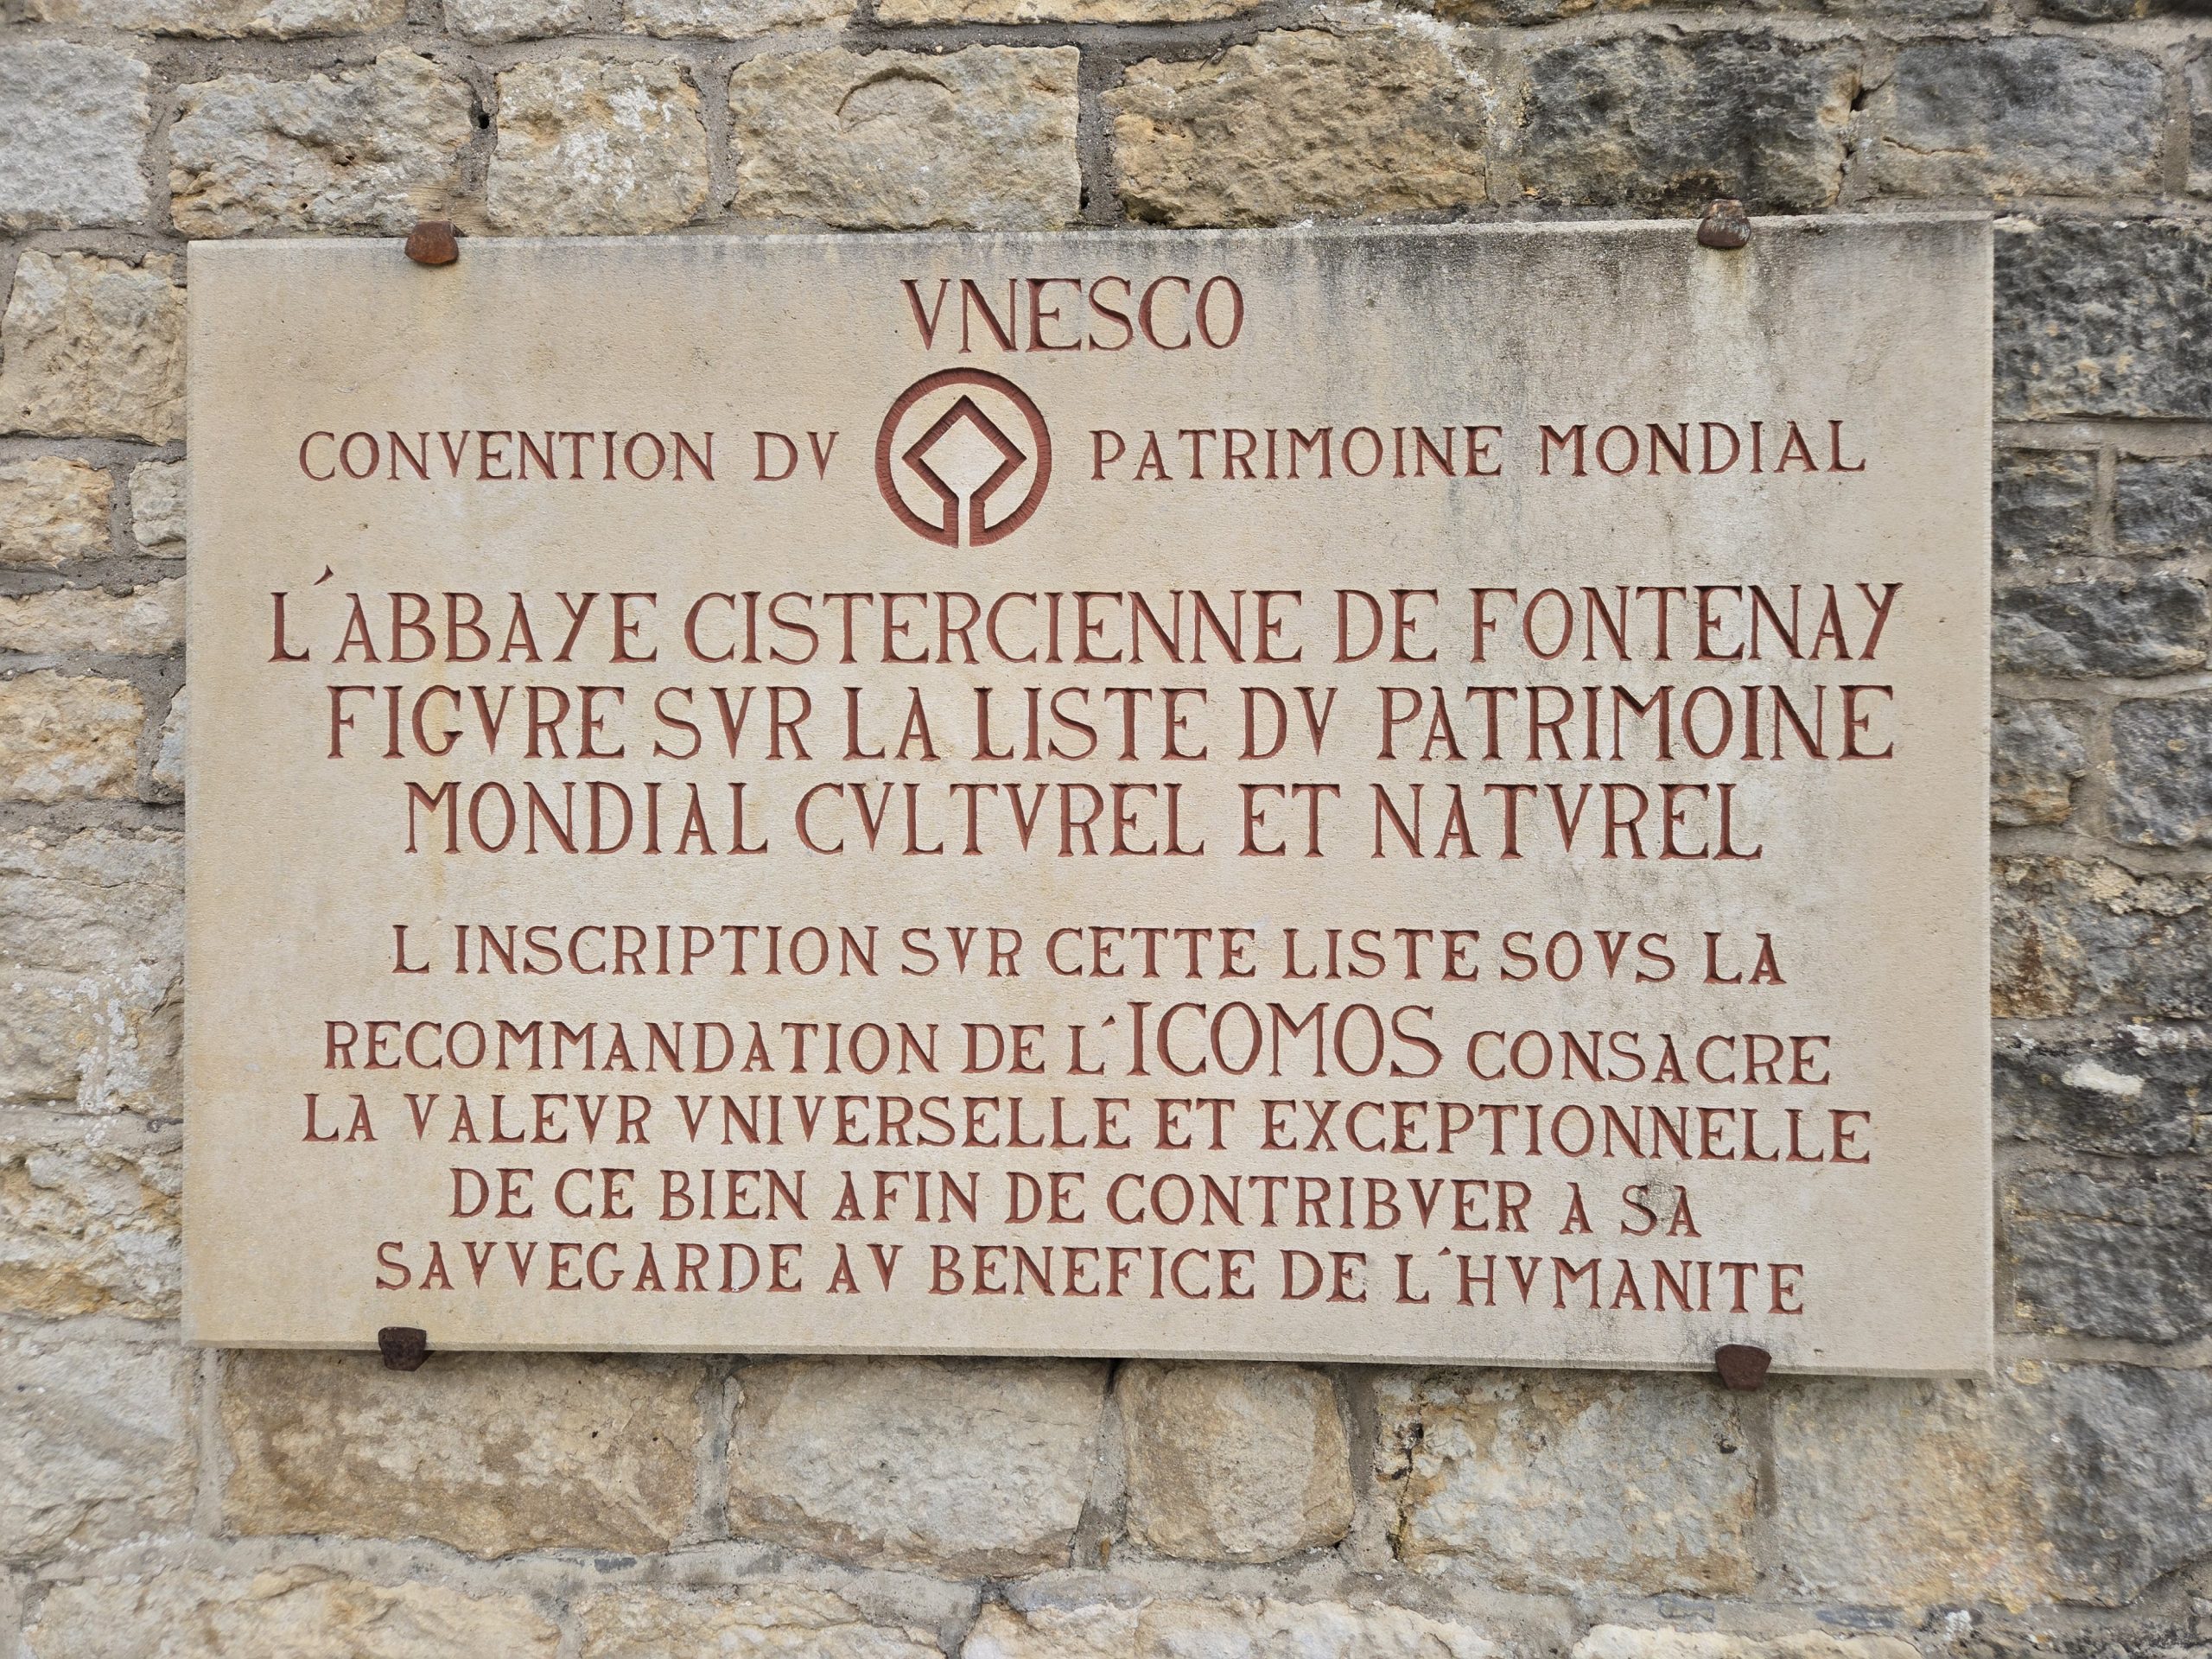 VNESCO
CONVENTION DV PATRIMOINE MONDIAL
L'ABBAYE CISTERCIENNE DE FONTENAY
FIGVRE SVR LA LISTE DV PATRIMOINE
MONDIAL CVLTVREL ET NATVREL
L INSCRIPTION SVR CETTE LISTE SOVS LA
RECOMMANDATION DE L'ICOMOS CONSACRE
LA VALEVR VNIVERSELLE ET EXCEPTIONNELLE
DE CE BIEN AFIN DE CONTRIBVER A SA
SAVVEGARDE AV BENEFICE DE L'HVMANITE